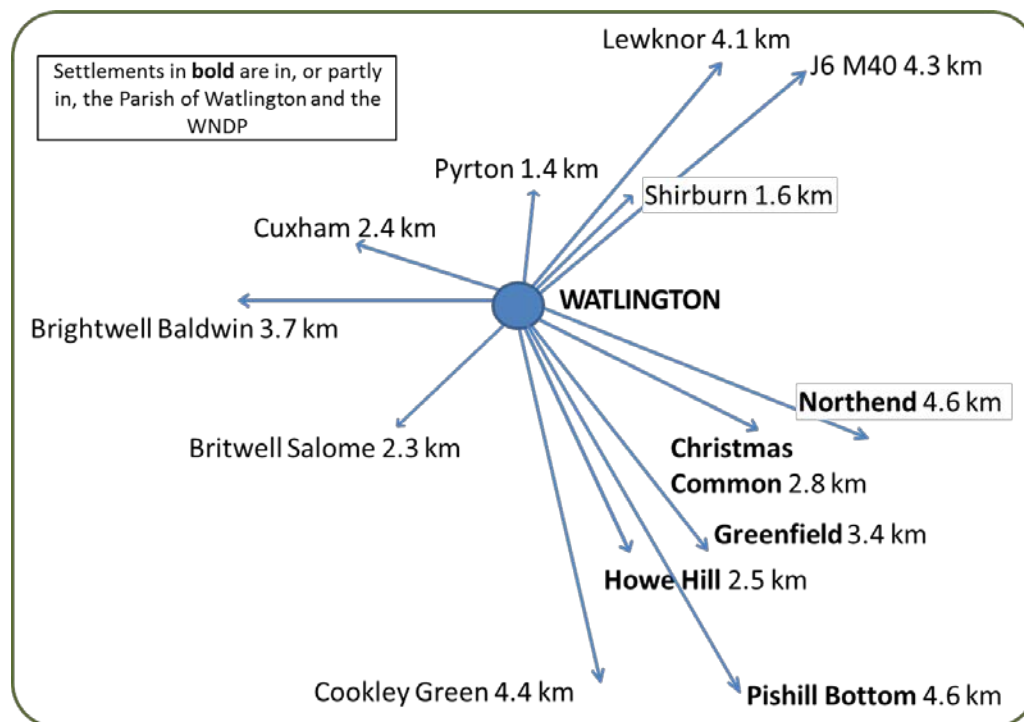 Lewknor 4.1 km
J6 M40 4.3 km
Settlements in bold are in, or partly
in, the Parish of Watlington and the
WNDP
Pyrton 1.4 km
Shirburn 1.6 km
Cuxham 2.4 km
WATLINGTON
Brightwell Baldwin 3.7 km
Northend 4.6 km
Britwell Salome 2.3 km
Christmas
Common 2.8 km
Greenfield 3.4 km
Howe Hill 2.5 km
Cookley Green 4.4 km
Pishill Bottom 4.6 km